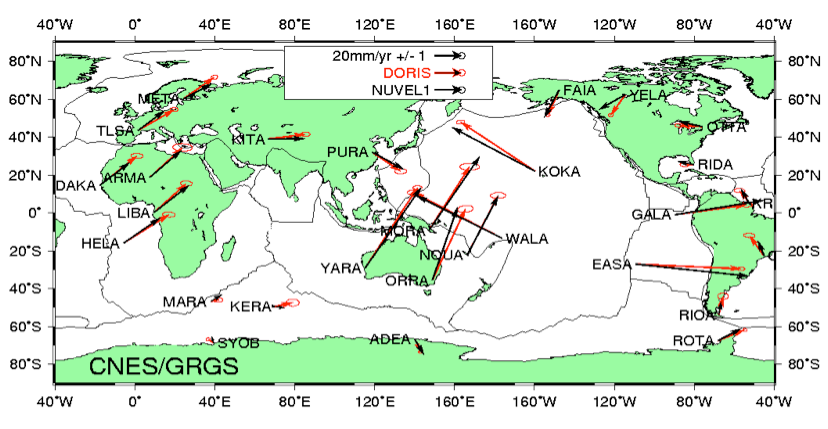 40°W 0° 40°E 80°E 120°E 160°E 160°W 120°W 80°W 40°W
20mm/yr +/- 1
DORIS
NUVEL1
80°N 80°N
60°N 60°N
40°N 40°N
20°N 20°N
0° 0°
20°S 20°S
40°S 40°S
60°S 60°S
80°S 80°S
META
FAIA
YELA
TLSA
KITA
OTTA
PURA
RIDA
KOKA
DAKA
ARMA
LIBA
GALA
KR
HELA
MORA
WALA
NOUA
YARA
ORRA
EASA
MARA
KERA
RIOA
SYOB
ADEA
ROTA
CNES/GRGS
40°W 0° 40°E 80°E 120°E 160°E 160°W 120°W 80°W 40°W